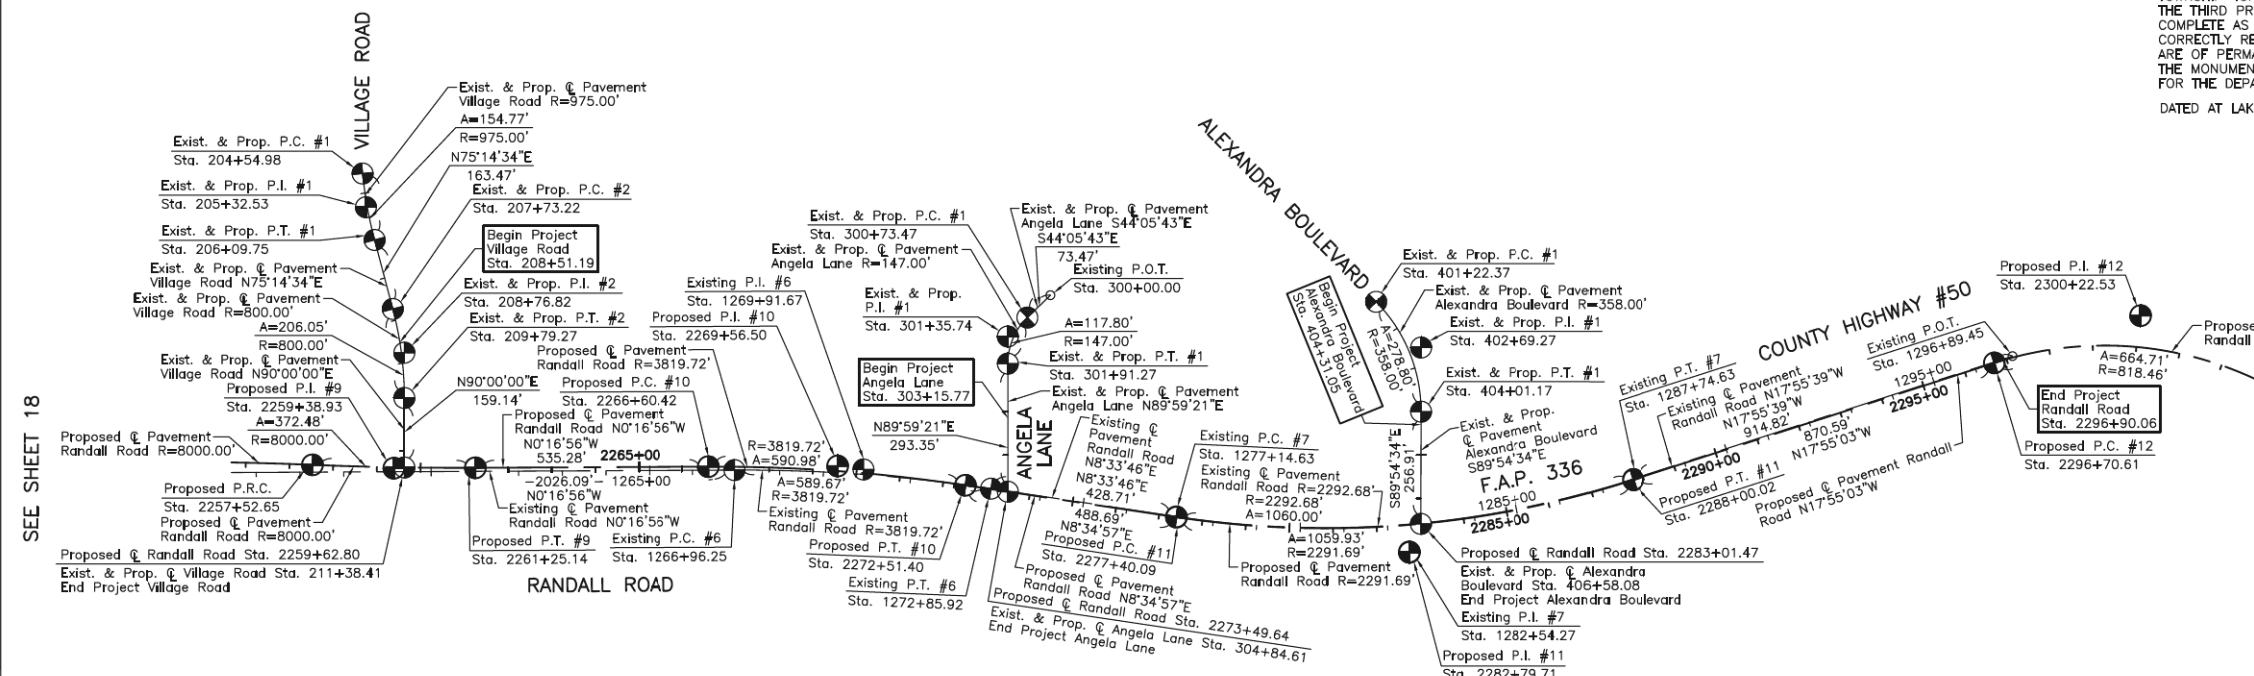 SEE SHEET 18
VILLAGE ROAD
Exist. & Prop. ℄ Pavement
Village Road R=975.00'
A=154.77'
R=975.00'
N75°14'34"E
163.47'
Exist. & Prop. P.C. #1
Sta. 204+54.98
Exist. & Prop. P.I. #1
Sta. 205+32.53
Exist. & Prop. P.T. #1
Sta. 206+09.75
Exist. & Prop. ℄ Pavement
Village Road N75°14'34"E
Exist. & Prop. ℄ Pavement
Village Road R=800.00'
A=206.05'
R=800.00'
Exist. & Prop. ℄ Pavement
Village Road N90°00'00"E
Proposed P.I. #9
Sta. 2259+38.93
A=372.48'
R=8000.00'
Proposed ℄ Pavement
Randall Road R=8000.00'
Proposed P.R.C.
Sta. 2257+52.65
Proposed ℄ Pavement
Randall Road R=8000.00'
Proposed ℄ Randall Road Sta. 2259+62.80
Exist. & Prop. ℄ Village Road Sta. 211+38.41
End Project Village Road
Exist. & Prop. P.C. #2
Sta. 207+73.22
Begin Project
Village Road
Sta. 208+51.19
Exist. & Prop. P.I. #2
Sta. 208+76.82
Exist. & Prop. P.T. #2
Sta. 209+79.27
N90°00'00"E
159.14'
Proposed ℄ Pavement
Randall Road R=3819.72'
Proposed P.C. #10
Sta. 2266+60.42
Proposed ℄ Pavement
Randall Road N0°16'56"W
N0°16'56"W
535.28'
2265+00
2026.09'
1265+00
N0°16'56"W
Existing ℄ Pavement
Randall Road N0°16'56"W
Proposed P.T. #9
Sta. 2261+25.14
Existing P.C. #6
Sta. 1266+96.25
RANDALL ROAD
Existing P.I. #6
Sta. 1269+91.67
Proposed P.I. #10
Sta. 2269+56.50
R=3819.72'
A=590.98'
A=589.67'
R=3819.72'
Existing ℄ Pavement
Randall Road R=3819.72'
Proposed P.T. #10
Sta. 2272+51.40
Existing P.T. #6
Sta. 1272+85.92
Exist. & Prop. P.C. #1
Sta. 300+73.47
Exist. & Prop. ℄ Pavement
Angela Lane R=147.00'
Exist. & Prop.
P.I. #1
Sta. 301+35.74
Begin Project
Angela Lane
Sta. 303+15.77
N89°59'21"E
293.35'
Exist. & Prop. ℄ Pavement
Angela Lane S44°05'43"E
S44°05'43"E
73.47'
Existing P.O.T.
Sta. 300+00.00
A=117.80'
R=147.00'
Exist. & Prop. P.T. #1
Sta. 301+91.27
Exist. & Prop. ℄ Pavement
Angela Lane N89°59'21"E
ANGELA
LANE
Existing ℄
Pavement
Randall Road
N8°33'46"E
N8°33'46"E
428.71'
488.69'
N8°34'57"E
Proposed P.C. #11
Sta. 2277+40.09
Proposed ℄ Pavement
Randall Road N8°34'57"E
Proposed ℄ Randall Road Sta. 2273+49.64
Exist. & Prop. ℄ Angela Lane Sta. 304+84.61
End Project Angela Lane
Existing P.C. #7
Sta. 1277+14.63
Existing ℄ Pavement
Randall Road R=2292.68'
R=2292.68'
A=1060.00'
A=1059.93'
R=2291.69'
Proposed ℄ Pavement
Randall Road R=2291.69'
ALEXANDRA BOULEVARD
Begin Project
Alexandra Boulevard
Sta. 404+31.05
A=278.80'
R=358.00'
Exist. & Prop. P.C. #1
Sta. 401+22.37
Exist. & Prop. ℄ Pavement
Alexandra Boulevard R=358.00'
Exist. & Prop. P.I. #1
Sta. 402+69.27
Exist. & Prop. P.T. #1
Sta. 404+01.17
Exist. & Prop.
℄ Pavement
Alexandra Boulevard
S89°54'34"E
S89°54'34"E
256.91'
F.A.P. 336
1285+00
2285+00
Proposed ℄ Randall Road Sta. 2283+01.47
Exist. & Prop. ℄ Alexandra
Boulevard Sta. 406+58.08
End Project Alexandra Boulevard
Existing P.I. #7
Sta. 1282+54.27
Proposed P.I. #11
Sta. 2282+79.71
COUNTY HIGHWAY #50
Existing P.T. #7
Sta. 1287+74.63
Existing ℄ Pavement
Randall Road N17°55'39"W
N17°55'39"W
914.82'
2290+00
870.59'
N17°55'03"W
Proposed P.T. #11
Sta. 2288+00.02
Proposed ℄ Pavement Randall
Road N17°55'03"W
Existing P.O.T.
Sta. 1296+89.45
1295+00
2295+00
Proposed P.I. #12
Sta. 2300+22.53
A=664.71'
R=818.46'
Propose
Randall
End Project
Randall Road
Sta. 2296+90.06
Proposed P.C. #12
Sta. 2296+70.61
THE THIRD PR
COMPLETE AS
CORRECTLY RE
ARE OF PERMA
THE MONUMEN
FOR THE DEPA
DATED AT LAK